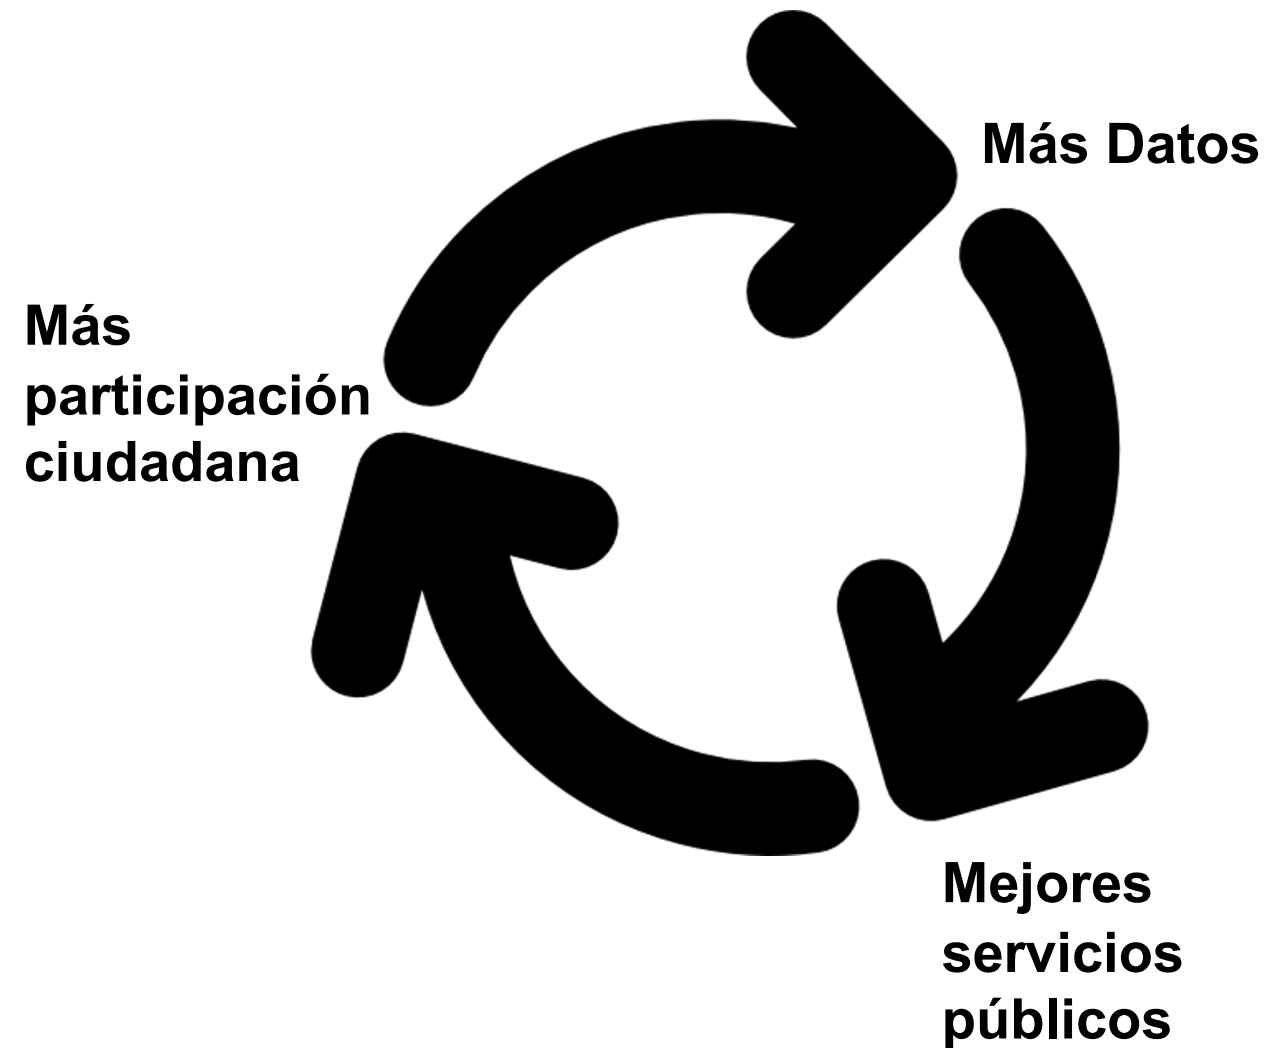 Más Datos
Más
participación
ciudadana
Mejores
servicios
públicos